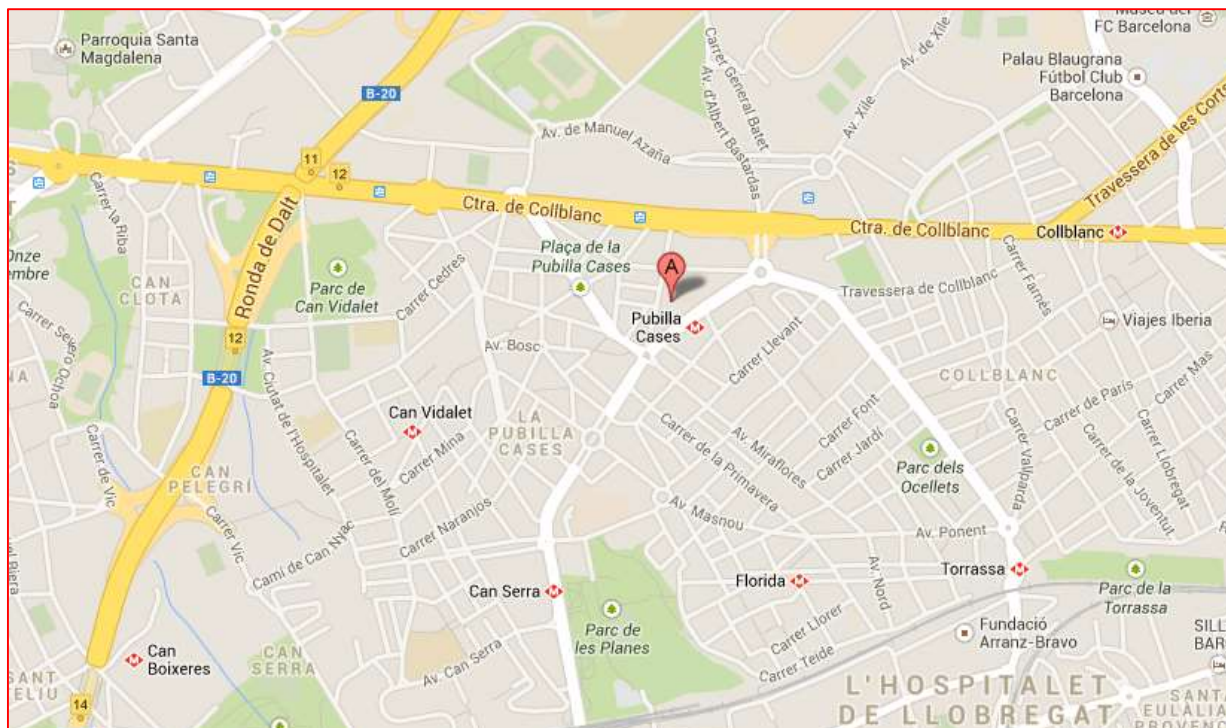 Museu del
FC Barcelona
Parroquia Santa
Magdalena
Palau Blaugrana
Fútbol Club
Barcelona
B-20
Carrer General Batet
Av. d'Albert Bastardas
Av. de Xile
Av. Xile
Av. de Manuel Azaña
Travessera de les Corts
11
12
Ctra. de Collblanc
Ctra. de Collblanc
Collblanc
Carrer la Riba
Ronda de Dalt
Onze
embre
CAN
CLOTA
Parc de
Can Vidalet
Carrer Cedres
Plaça de la
Pubilla Cases
A
Pubilla
Cases
Travessera de Collblanc
Carrer Farnés
Viajes Iberia
Carrer Severo Ochoa
12
B-20
Av. Bosc
Carrer Llevant
COLLBLANC
Carrer Mas
Carrer de París
NA
Av. Ciutat de l'Hospitalet
Can Vidalet
LA
PUBILLA
CASES
Carrer Mina
Carrer del Molí
Carrer de la Primavera
Av. Miraflores
Carrer Font
Carrer Jardí
Parc dels
Ocellets
Carrer Vallparda
Carrer Llobregat
Carrer de la Joventut
Carrer de Vic
CAN
PELEGRÍ
Carrer Vic
Carrer Naranjos
Camí de Can Nyac
Av. Masnou
Av. Ponent
Av. Nord
Can Serra
Florida
Torrassa
Parc de la
Torrassa
Parc de
les Planes
Carrer Llorer
Carrer Teide
Fundació
Arranz-Bravo
Can
Boixeres
CAN
SERRA
Av. Can Serra
SANT
14
L'HOSPITALET
DE LLOBREGAT
SANTA
EULÀLIA